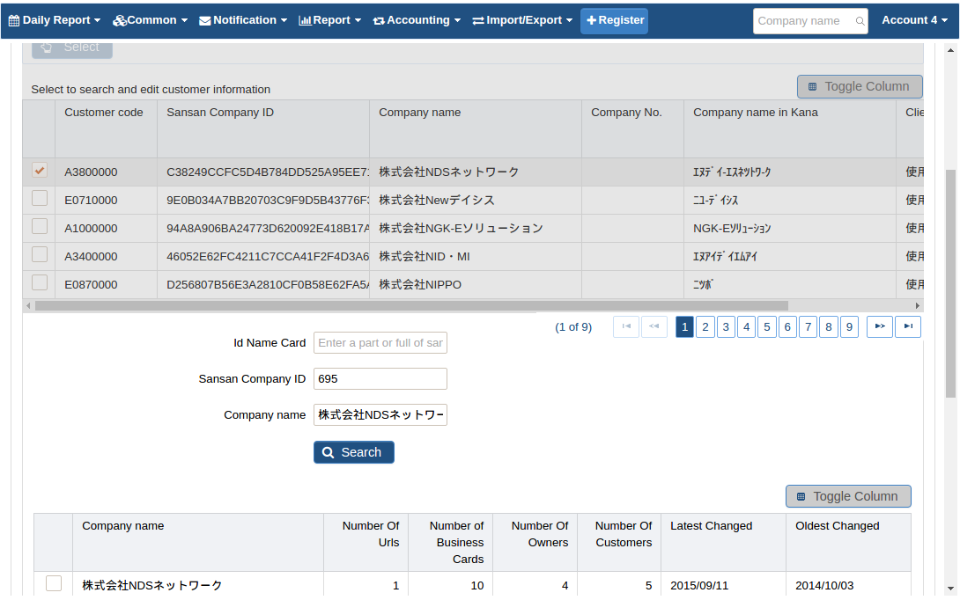 Daily Report Common Notification Report Accounting Import/Export Register Company name Account 4
Select
Select to search and edit customer information
Toggle Column
Customer code Sansan Company ID Company name Company No. Company name in Kana Clie
A3800000 C38249CCFC5D4B784DD525A95EE7 株式会社NDSネットワーク ｴﾇﾃﾞｲ-ｴｽﾈｯﾄﾜ-ｸ 使用
E0710000 9E0B034A7BB20703C9F9D5B43776F 株式会社Newデイシス ﾆﾕ-ﾃﾞｲｼｽ 使用
A1000000 94A8A906BA24773D620092E418B17A 株式会社NGK-Eソリューション NGK-Eｿﾘﾕｰｼｮﾝ 使用
A3400000 46052E62FC4211C7CCA41F2F4D3A6 株式会社NID・MI ｴﾇｱｲﾃﾞｲｴﾑｱｲ 使用
E0870000 D256807B56E3A2810CF0B58E62FA5 株式会社NIPPO ﾆﾂﾎﾟ 使用
(1 of 9) 1 2 3 4 5 6 7 8 9
Id Name Card Enter a part or full of sar
Sansan Company ID 695
Company name 株式会社NDSネットワー
Search
Toggle Column
Company name Number Of Urls Number of Business Cards Number Of Owners Number Of Customers Latest Changed Oldest Changed
株式会社NDSネットワーク 1 10 4 5 2015/09/11 2014/10/03